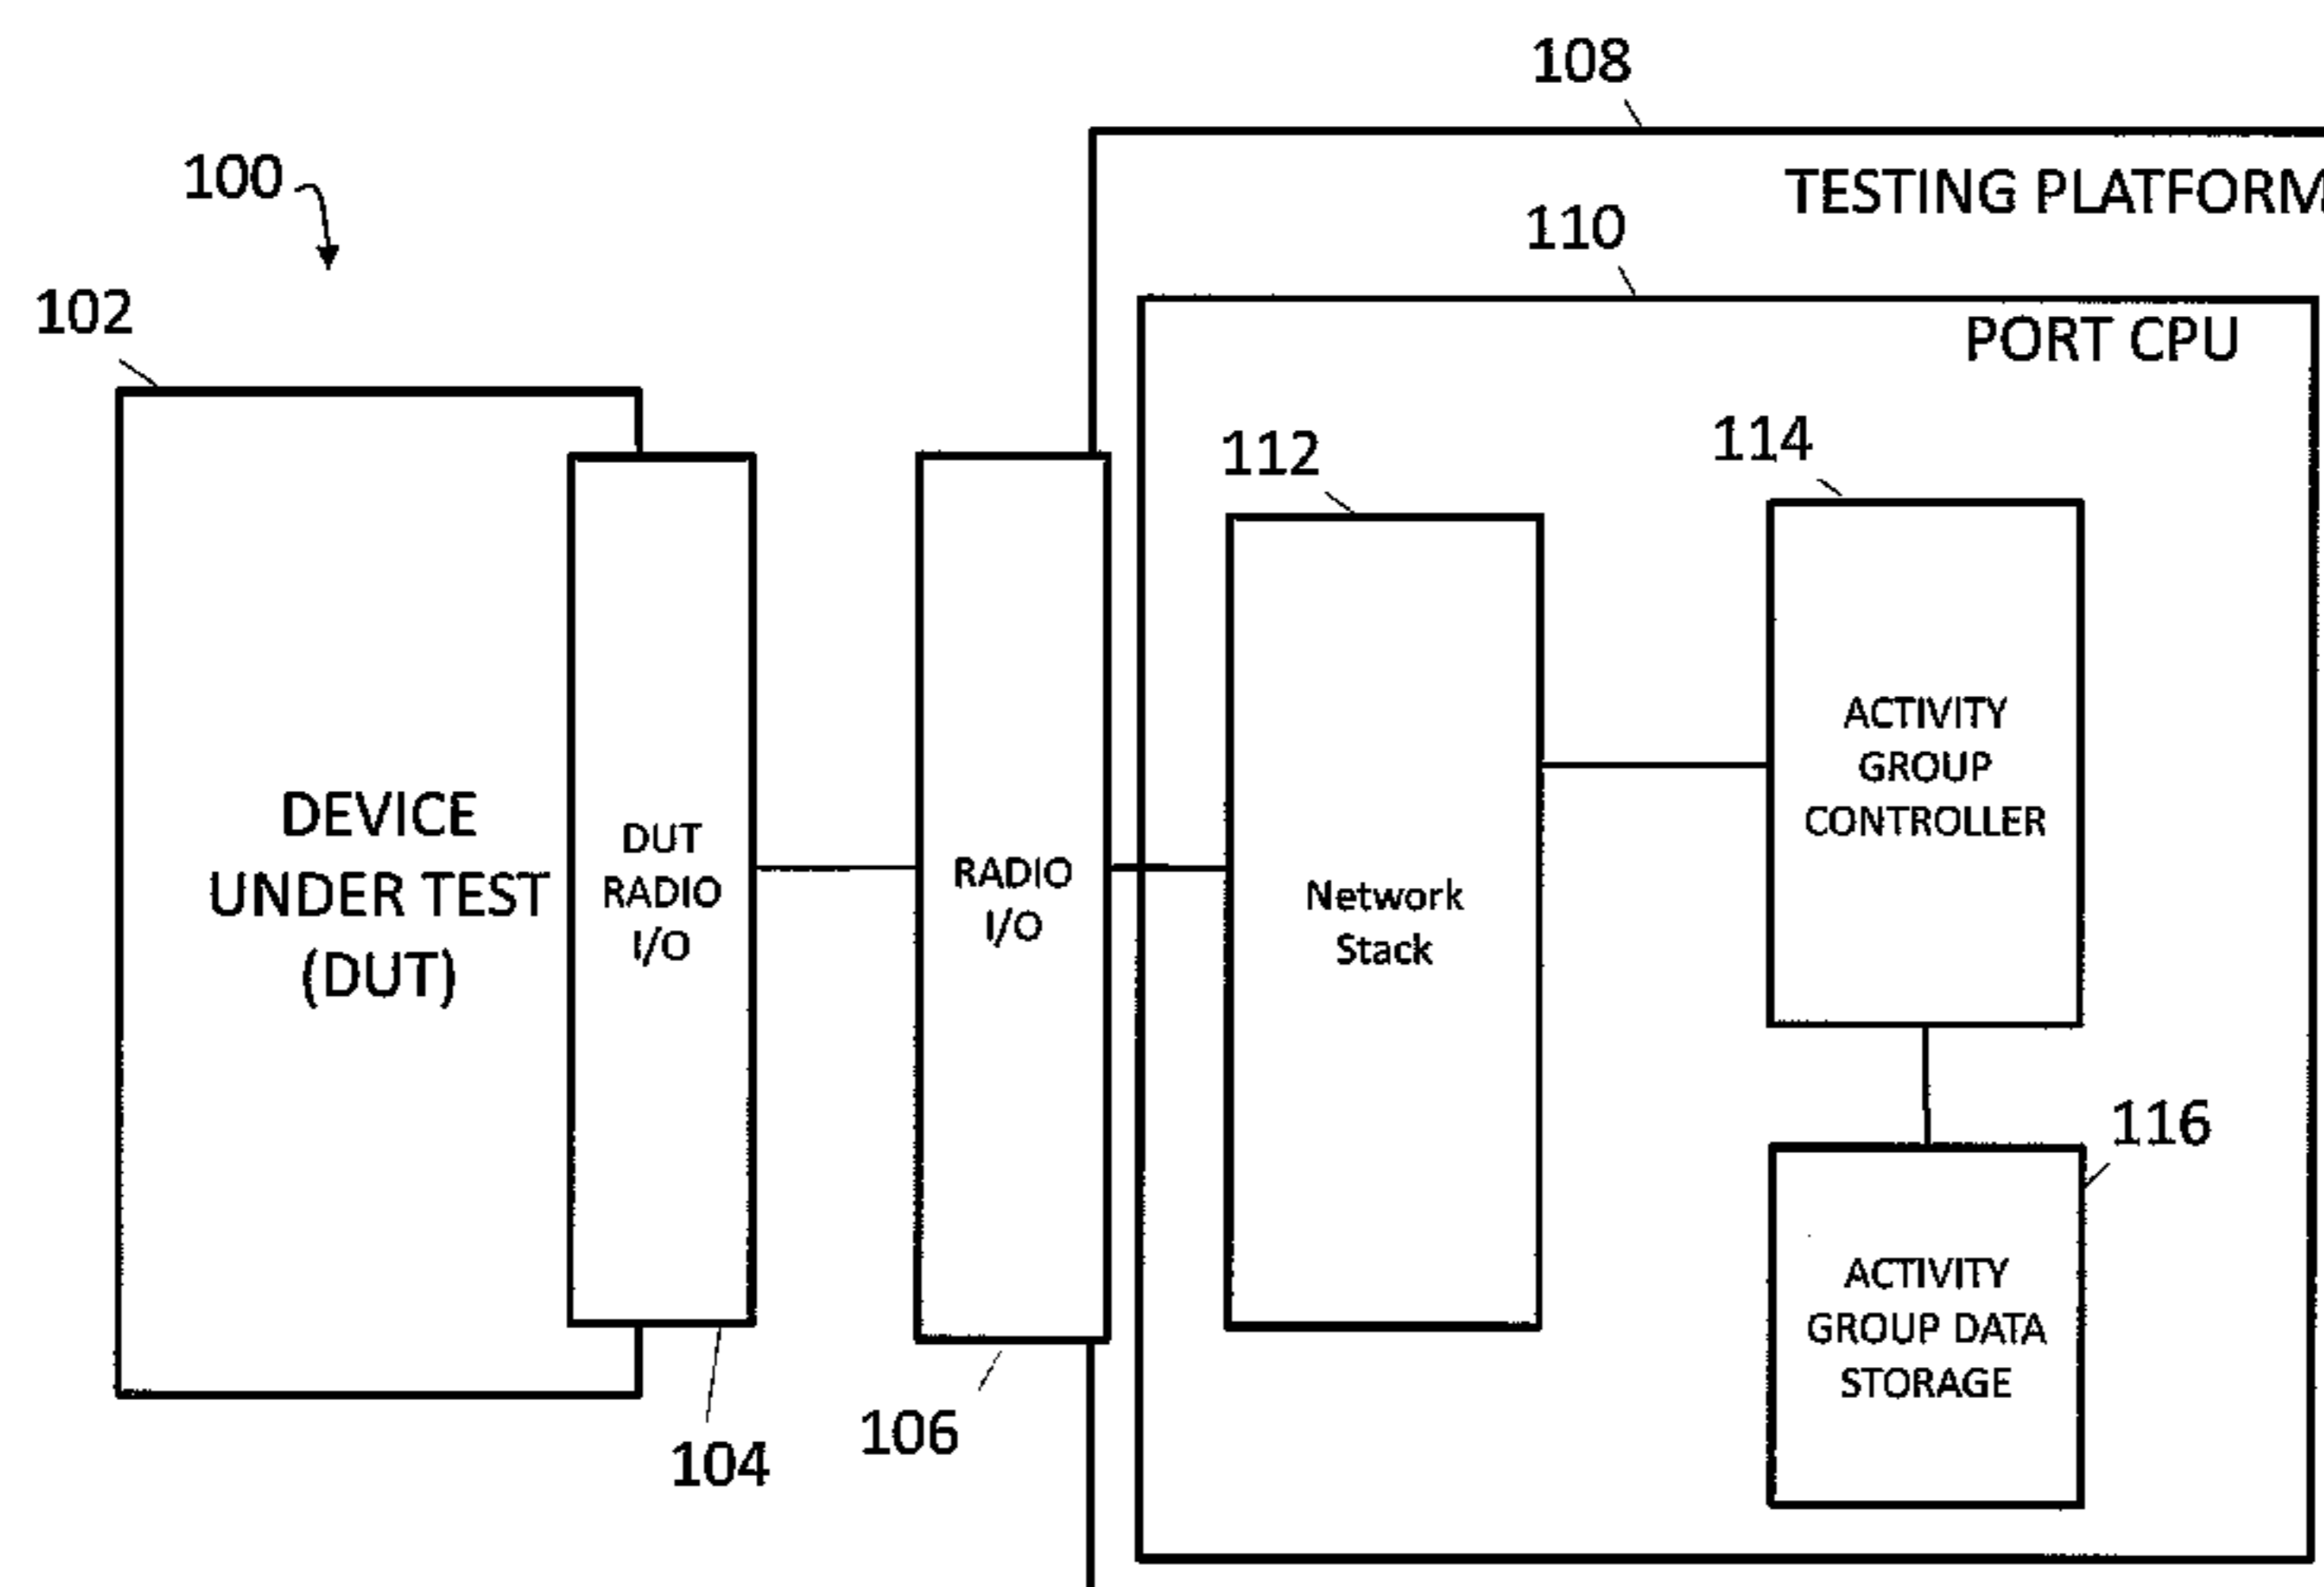 108
100
TESTING PLATFORM
110
102
PORT CPU
112
114
DEVICE
UNDER TEST
(DUT)
DUT
RADIO
I/O
RADIO
I/O
Network
Stack
ACTIVITY
GROUP
CONTROLLER
116
ACTIVITY
GROUP DATA
STORAGE
106
104